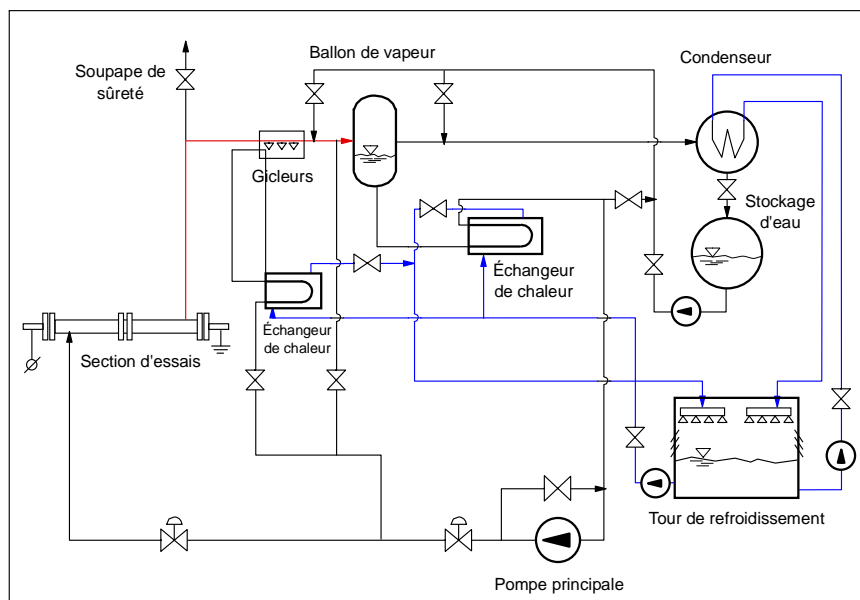 Ballon de vapeur
Condenseur
Soupape de
sûreté
Gicleurs
Stockage
d'eau
Échangeur
de chaleur
Échangeur
de chaleur
Section d'essais
Tour de refroidissement
Pompe principale